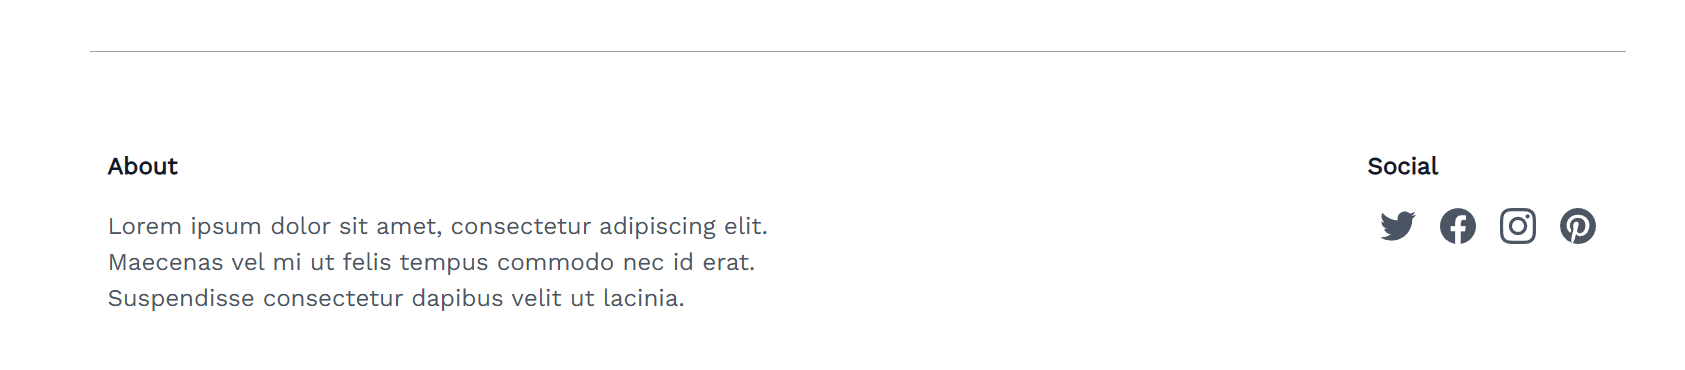 About
Lorem ipsum dolor sit amet, consectetur adipiscing elit.
Maecenas vel mi ut felis tempus commodo nec id erat.
Suspendisse consectetur dapibus velit ut lacinia.
Social